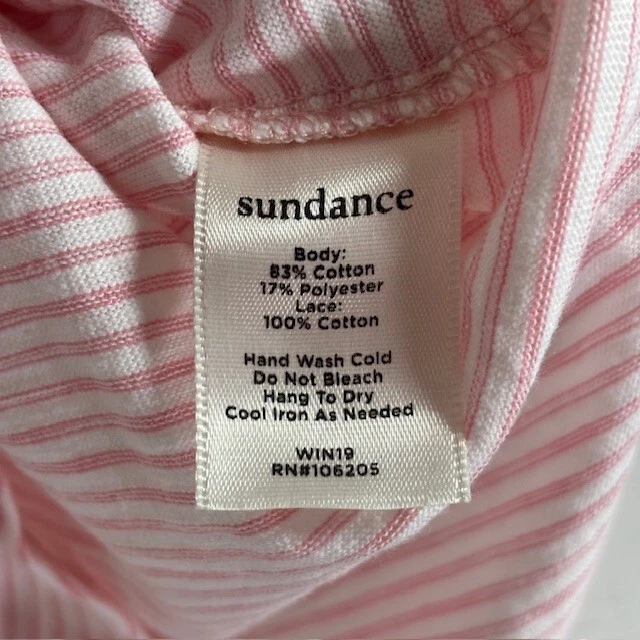 sundance
Body:
83% Cotton
17% Polyester
Lace:
100% Cotton
Hand Wash Cold
Do Not Bleach
Hang To Dry
Cool Iron As Needed
WIN19
RN#106205